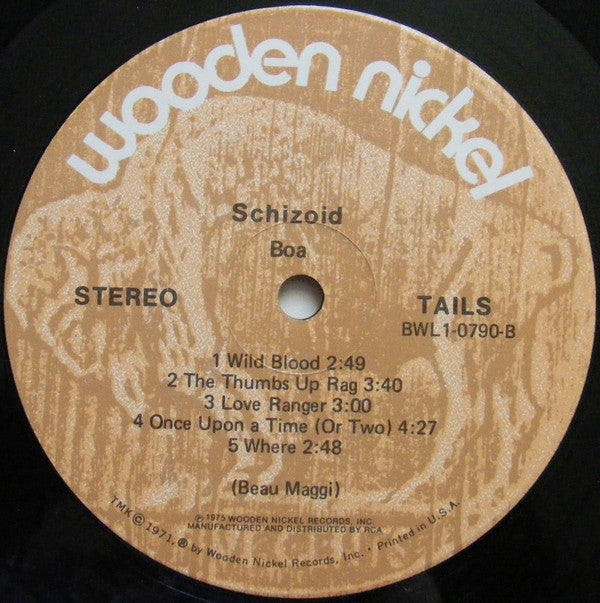 wooden nickel
Schizoid
Boa
STEREO
TAILS
BWL1-0790-B
1 Wild Blood 2:49
2 The Thumbs Up Rag 3:40
3 Love Ranger 3:00
4 Once Upon a Time (Or Two) 4:27
5 Where 2:48
(Beau Maggi)
℗ 1975 WOODEN NICKEL RECORDS, INC.
MANUFACTURED AND DISTRIBUTED BY RCA
TMK © 1971, ® by Wooden Nickel Records, Inc. • Printed in U.S.A.